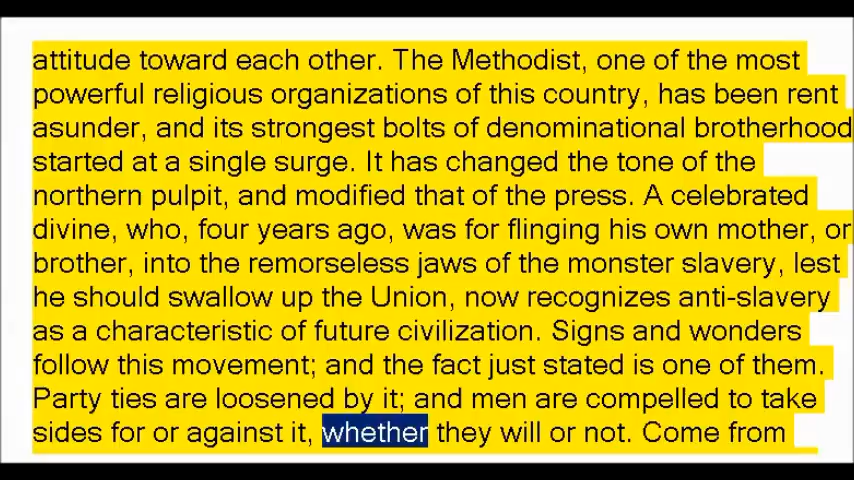 attitude toward each other. The Methodist, one of the most
powerful religious organizations of this country, has been rent
asunder, and its strongest bolts of denominational brotherhood
started at a single surge. It has changed the tone of the
northern pulpit, and modified that of the press. A celebrated
divine, who, four years ago, was for flinging his own mother, or
brother, into the remorseless jaws of the monster slavery, lest
he should swallow up the Union, now recognizes anti-slavery
as a characteristic of future civilization. Signs and wonders
follow this movement; and the fact just stated is one of them.
Party ties are loosened by it; and men are compelled to take
sides for or against it, whether they will or not. Come from